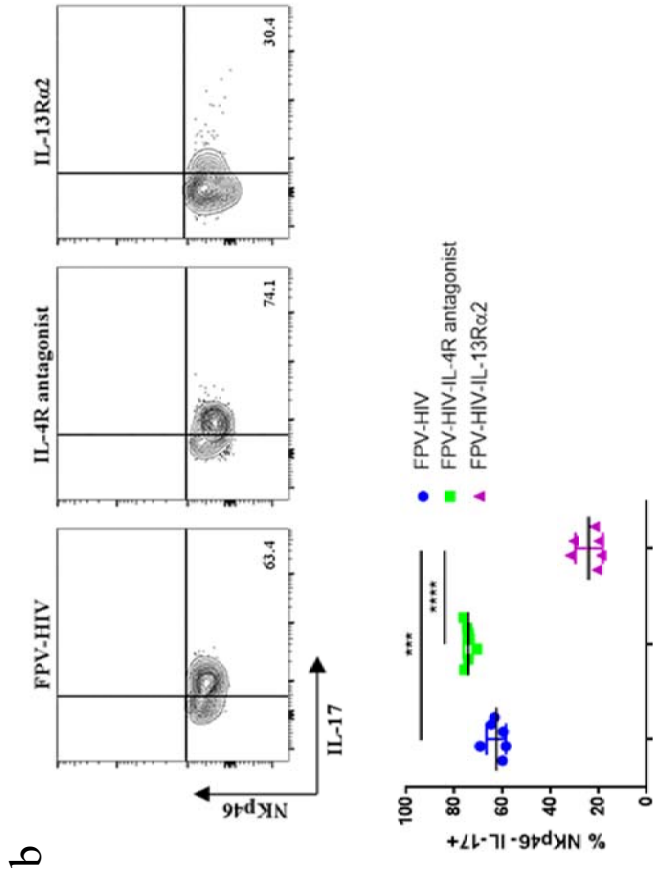 b
FPV-HIV
IL-4R antagonist
IL-13Rα2
63.4
74.1
30.4
NKp46
IL-17
% NKp46- IL-17+
100
80
60
40
20
0
***
****
FPV-HIV
FPV-HIV-IL-4R antagonist
FPV-HIV-IL-13Rα2